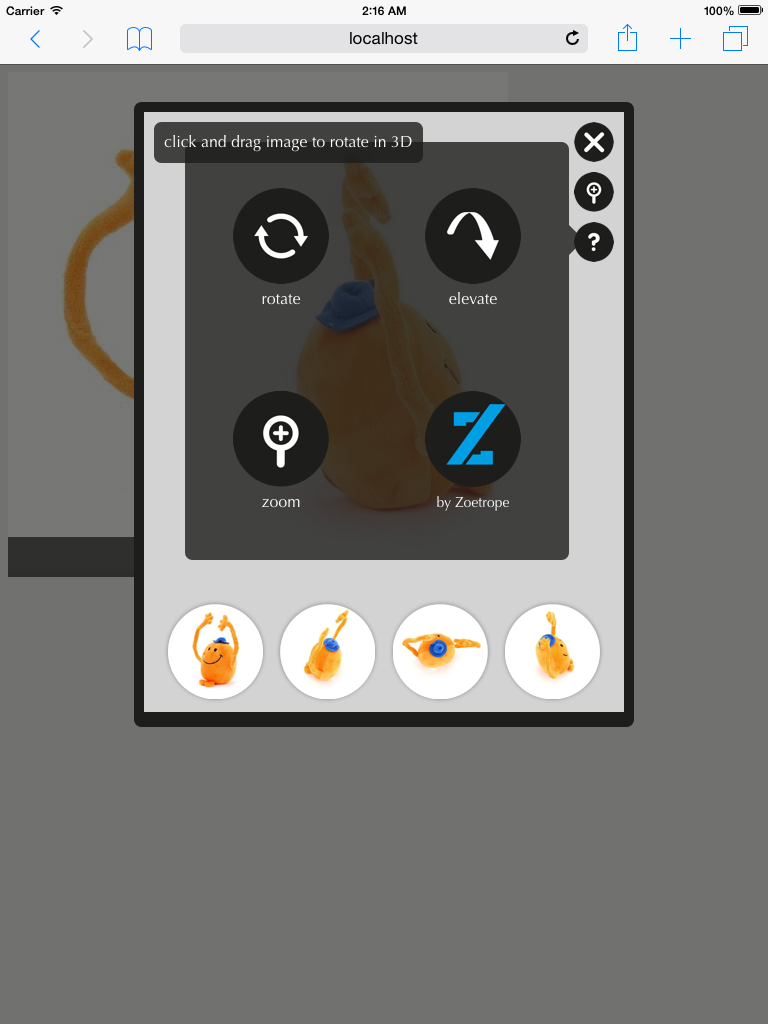 Carrier
2:16 AM
100%
localhost
click and drag image to rotate in 3D
?
rotate
elevate
zoom
Z
by Zoetrope